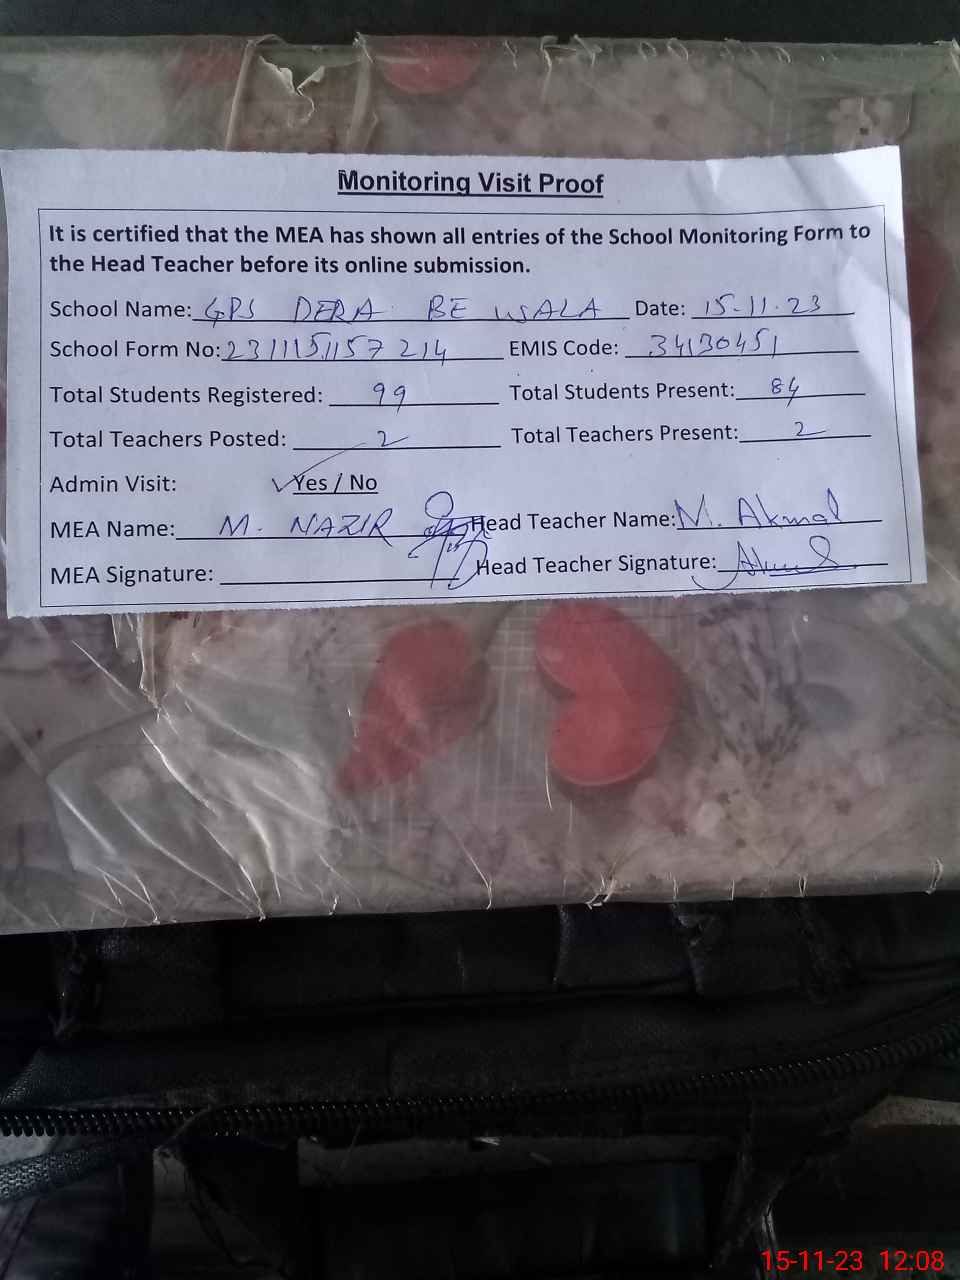 Monitoring Visit Proof
It is certified that the MEA has shown all entries of the School Monitoring Form to
the Head Teacher before its online submission.
School Name: GPS DERA BE WALA Date: 15-11-23
School Form No: 2311151157214 EMIS Code: 34130451
Total Students Registered: 99 Total Students Present: 84
Total Teachers Posted: 2 Total Teachers Present: 2
Admin Visit: ✓Yes / No
MEA Name: M. NAZIR Head Teacher Name: M. Akmal
MEA Signature: Head Teacher Signature:
15-11-23 12:08